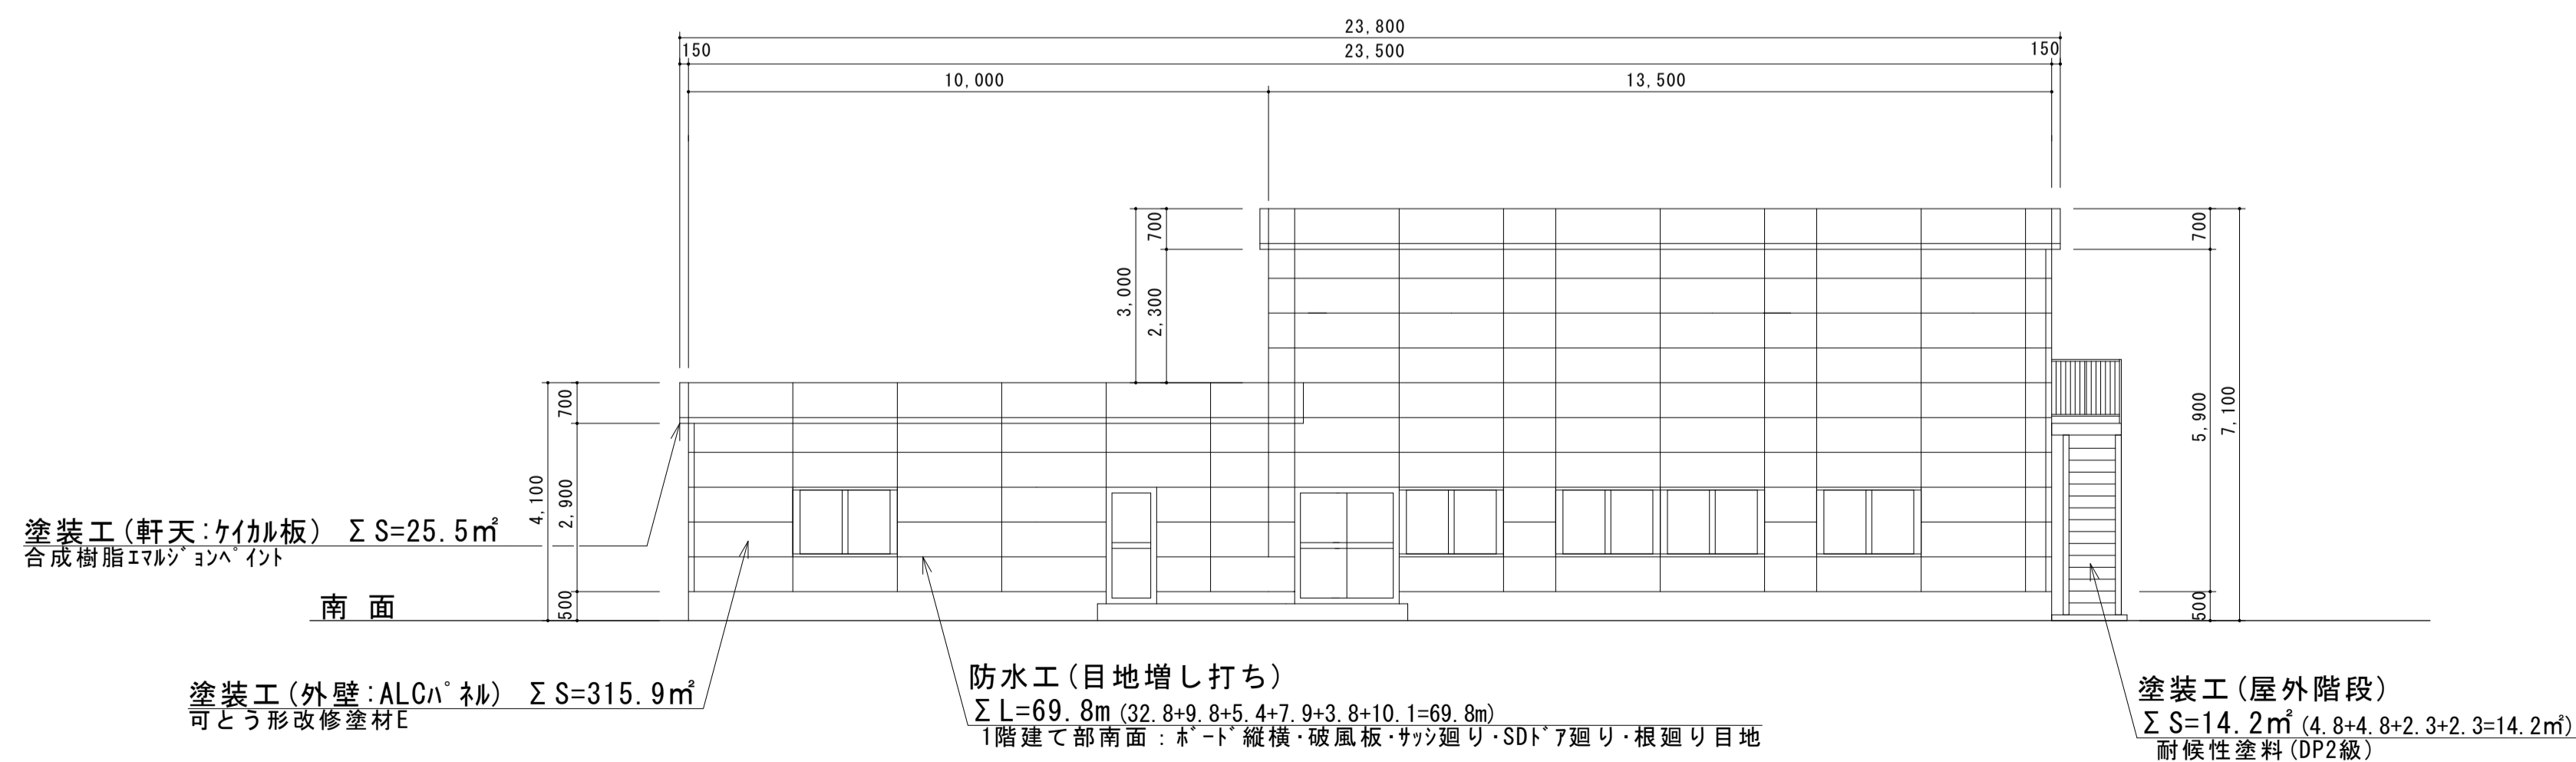 23,800
150
23,500
150
10,000
13,500
700
3,000
2,300
700
5,900
7,100
500
700
4,100
2,900
500
塗装工(軒天:ｹｲｶﾙ板) ΣS=25.5㎡
合成樹脂ｴﾏﾙｼﾞｮﾝﾍﾟｲﾝﾄ
南 面
塗装工(外壁:ALCﾊﾟﾈﾙ) ΣS=315.9㎡
可とう形改修塗材E
防水工(目地増し打ち)
ΣL=69.8m (32.8+9.8+5.4+7.9+3.8+10.1=69.8m)
1階建て部南面：ﾎﾞｰﾄﾞ縦横･破風板･ｻｯｼ廻り･SDﾄﾞｱ廻り･根廻り目地
塗装工(屋外階段)
ΣS=14.2㎡ (4.8+4.8+2.3+2.3=14.2㎡)
耐候性塗料(DP2級)